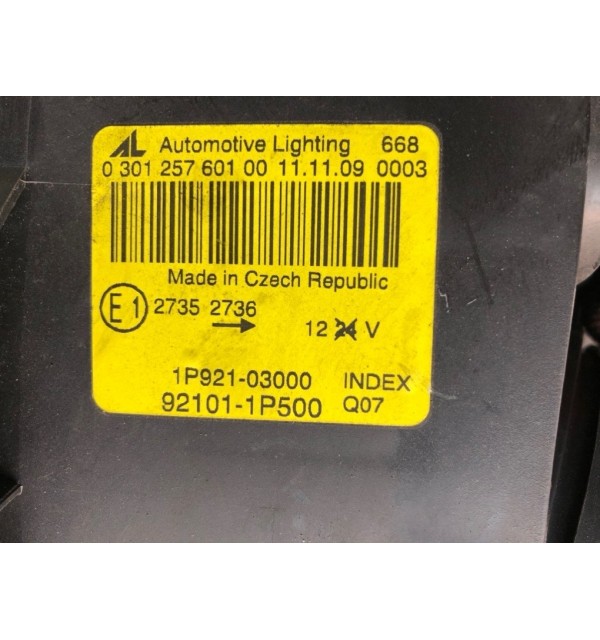 AL Automotive Lighting 668
0 301 257 601 00 11.11.09 0003
Made in Czech Republic
E1 2735 2736
→
12 24 V
1P921-03000 INDEX
92101-1P500 Q07